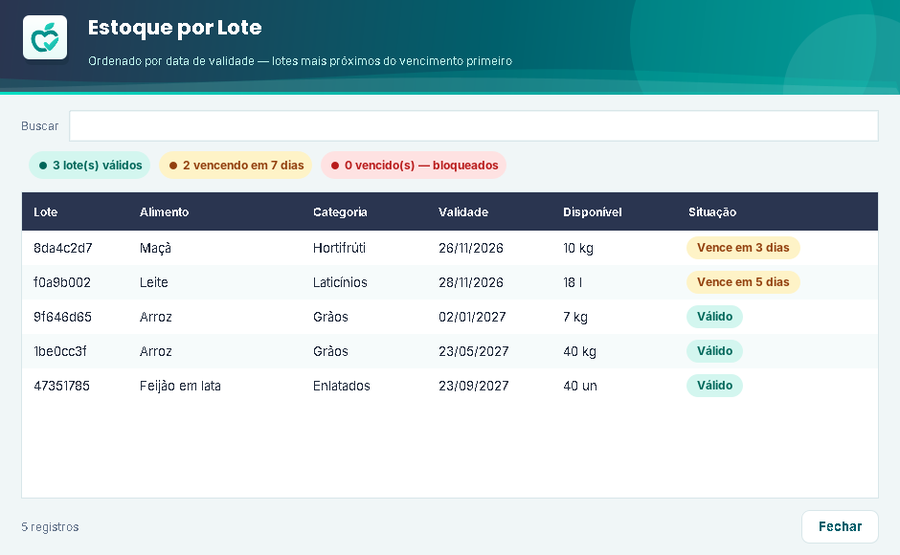 Estoque por Lote
Ordenado por data de validade — lotes mais próximos do vencimento primeiro
Buscar
● 3 lote(s) válidos ● 2 vencendo em 7 dias ● 0 vencido(s) — bloqueados
Lote Alimento Categoria Validade Disponível Situação
8da4c2d7 Maçã Hortifrúti 26/11/2026 10 kg Vence em 3 dias
f0a9b002 Leite Laticínios 28/11/2026 18 l Vence em 5 dias
9f646d65 Arroz Grãos 02/01/2027 7 kg Válido
1be0cc3f Arroz Grãos 23/05/2027 40 kg Válido
47351785 Feijão em lata Enlatados 23/09/2027 40 un Válido
5 registros Fechar